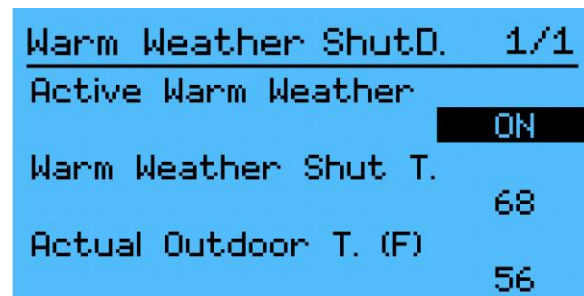 Warm Weather ShutD. 1/1
Active Warm Weather
ON
Warm Weather Shut T.
68
Actual Outdoor T. (F)
56